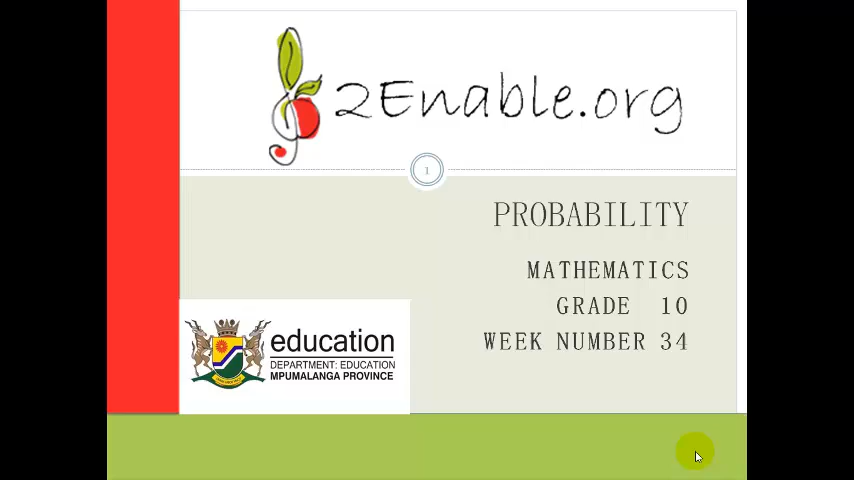 2Enable.org
1
PROBABILITY
MATHEMATICS
GRADE 10
WEEK NUMBER 34
education
DEPARTMENT: EDUCATION
MPUMALANGA PROVINCE